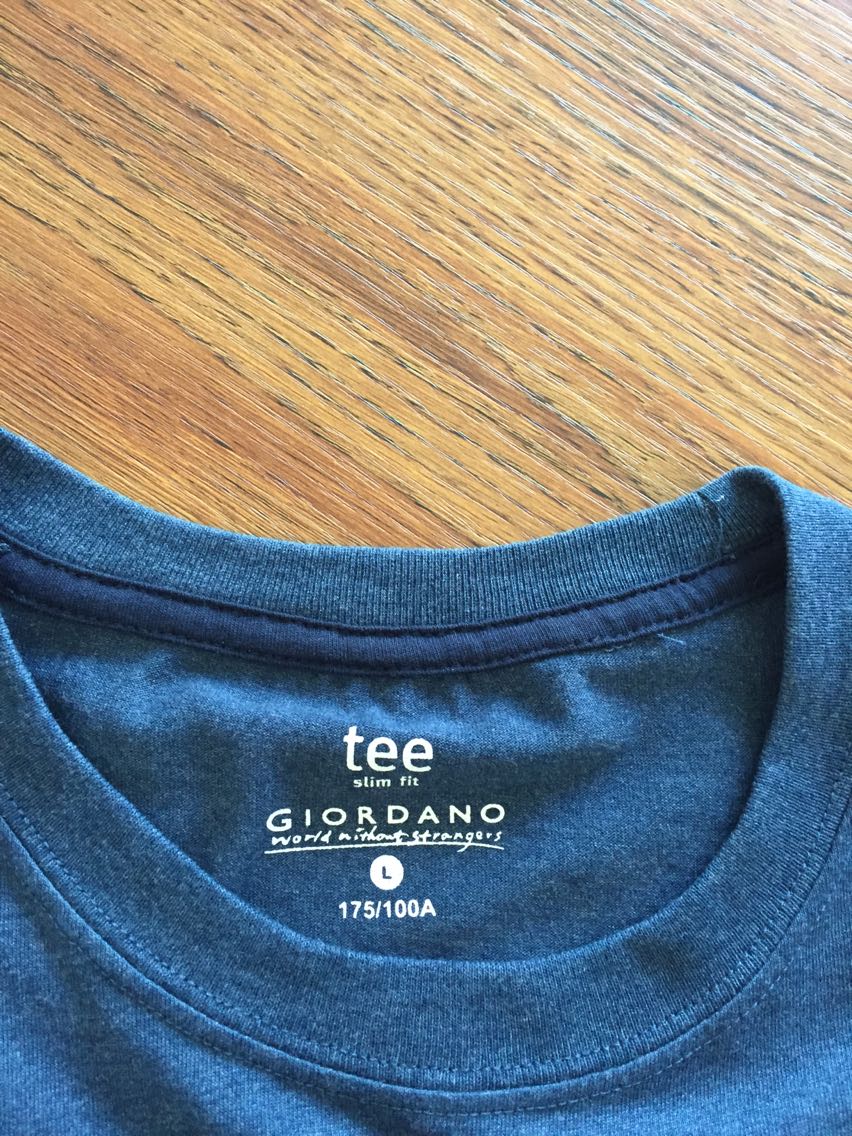 tee
slim fit
GIORDANO
world without strangers
L
175/100A